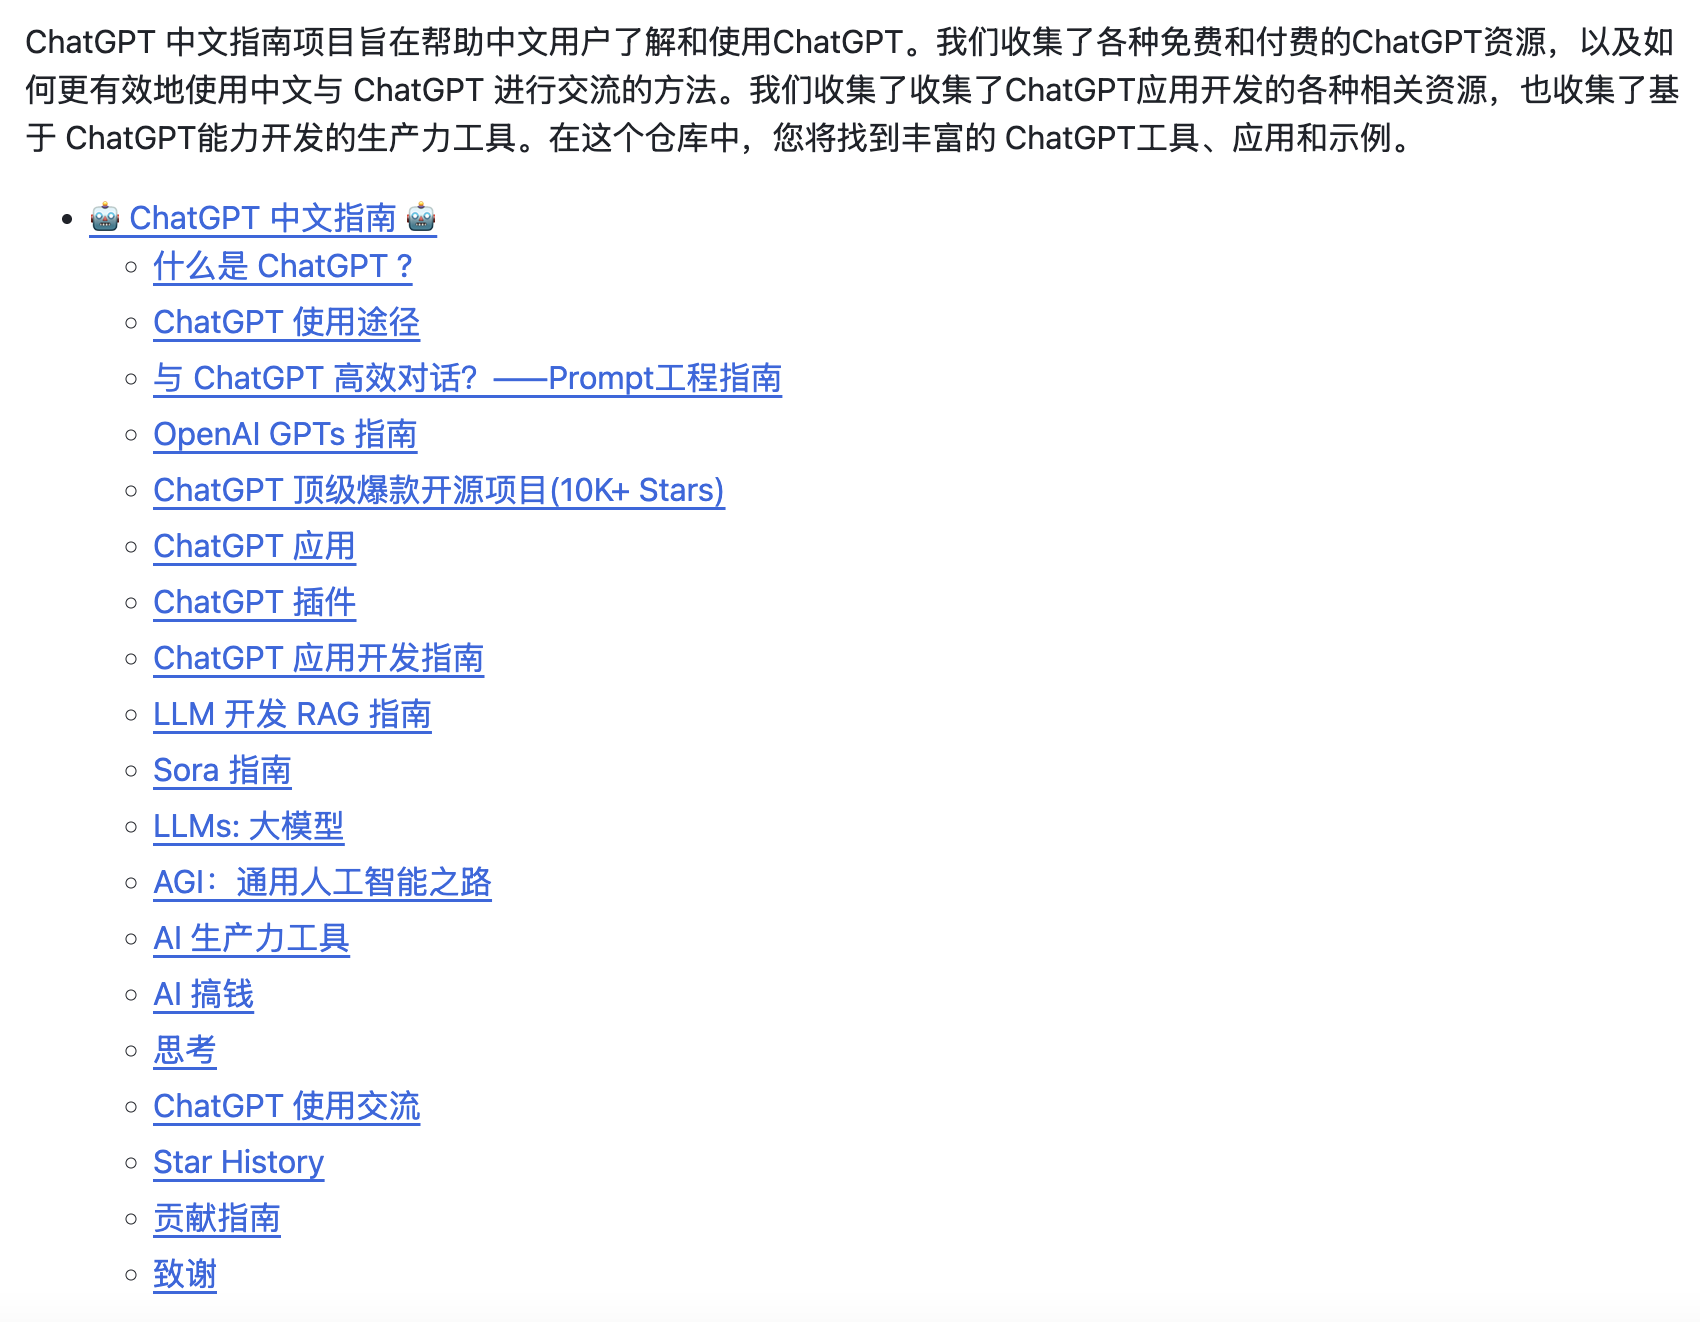 ChatGPT 中文指南项目旨在帮助中文用户了解和使用ChatGPT。我们收集了各种免费和付费的ChatGPT资源，以及如
何更有效地使用中文与 ChatGPT 进行交流的方法。我们收集了收集了ChatGPT应用开发的各种相关资源，也收集了基
于 ChatGPT能力开发的生产力工具。在这个仓库中，您将找到丰富的 ChatGPT工具、应用和示例。
• 🤖 ChatGPT 中文指南 🤖
○ 什么是 ChatGPT ?
○ ChatGPT 使用途径
○ 与 ChatGPT 高效对话？——Prompt工程指南
○ OpenAI GPTs 指南
○ ChatGPT 顶级爆款开源项目(10K+ Stars)
○ ChatGPT 应用
○ ChatGPT 插件
○ ChatGPT 应用开发指南
○ LLM 开发 RAG 指南
○ Sora 指南
○ LLMs: 大模型
○ AGI：通用人工智能之路
○ AI 生产力工具
○ AI 搞钱
○ 思考
○ ChatGPT 使用交流
○ Star History
○ 贡献指南
○ 致谢